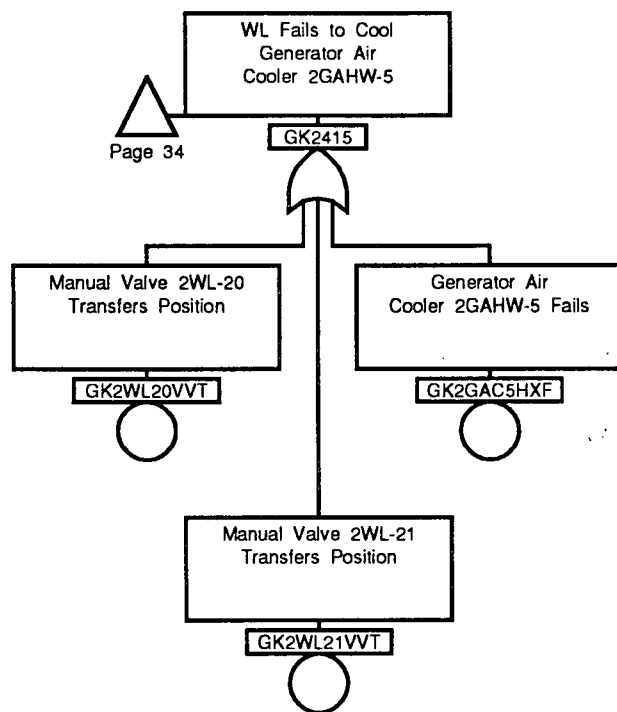 WL Fails to Cool
Generator Air
Cooler 2GAHW-5
Page 34
GK2415
Manual Valve 2WL-20
Transfers Position
GK2WL20VVT
Generator Air
Cooler 2GAHW-5 Fails
GK2GAC5HXF
Manual Valve 2WL-21
Transfers Position
GK2WL21VVT